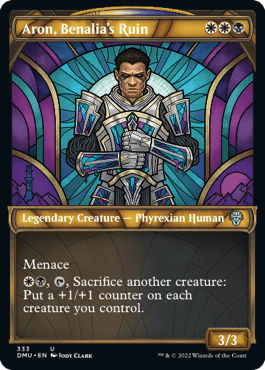 Aron, Benalia's Ruin
Legendary Creature — Phyrexian Human
Menace
, , Sacrifice another creature:
Put a +1/+1 counter on each
creature you control.
3/3
333 U
DMU • EN Jody Clark
™ & © 2022 Wizards of the Coast